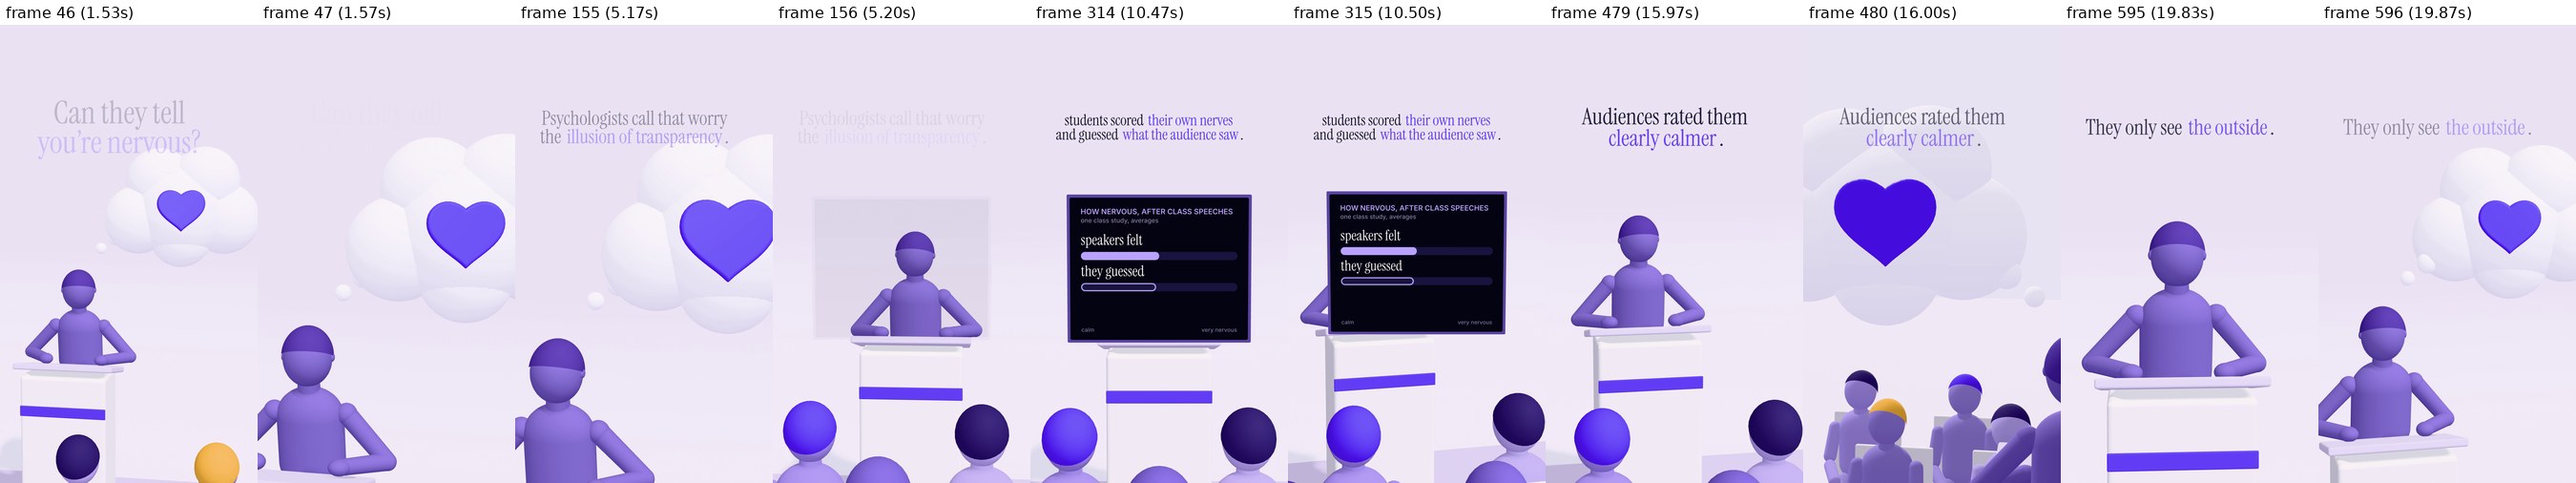 frame 46 (1.53s)
frame 47 (1.57s)
frame 155 (5.17s)
frame 156 (5.20s)
frame 314 (10.47s)
frame 315 (10.50s)
frame 479 (15.97s)
frame 480 (16.00s)
frame 595 (19.83s)
frame 596 (19.87s)
Can they tell
you're nervous?
Psychologists call that worry
the illusion of transparency.
Psychologists call that worry
the illusion of transparency.
students scored their own nerves
and guessed what the audience saw.
HOW NERVOUS, AFTER CLASS SPEECHES
one class study, averages
speakers felt
they guessed
calm
very nervous
students scored their own nerves
and guessed what the audience saw.
HOW NERVOUS, AFTER CLASS SPEECHES
one class study, averages
speakers felt
they guessed
calm
very nervous
Audiences rated them
clearly calmer.
Audiences rated them
clearly calmer.
They only see the outside.
They only see the outside.